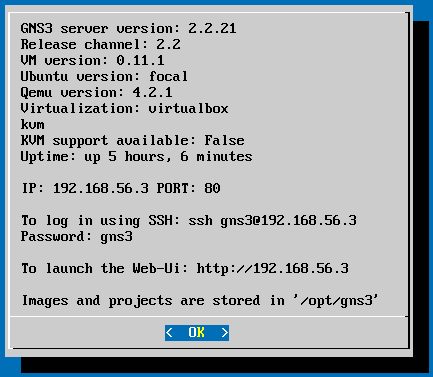 GNS3 server version: 2.2.21
Release channel: 2.2
VM version: 0.11.1
Ubuntu version: focal
Qemu version: 4.2.1
Virtualization: virtualbox
kvm
KVM support available: False
Uptime: up 5 hours, 6 minutes
IP: 192.168.56.3 PORT: 80
To log in using SSH: ssh gns3@192.168.56.3
Password: gns3
To launch the Web-Ui: http://192.168.56.3
Images and projects are stored in '/opt/gns3'
< OK >